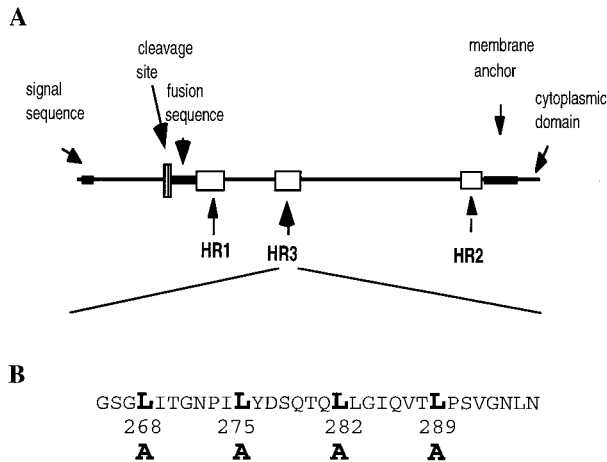 A
cleavage
site
membrane
anchor
signal
sequence
fusion
sequence
cytoplasmic
domain
HR1
HR3
HR2
B
GSGLITGNPILYDSQTQLLGIQVTLPSVGNLN
268 275 282 289
A A A A